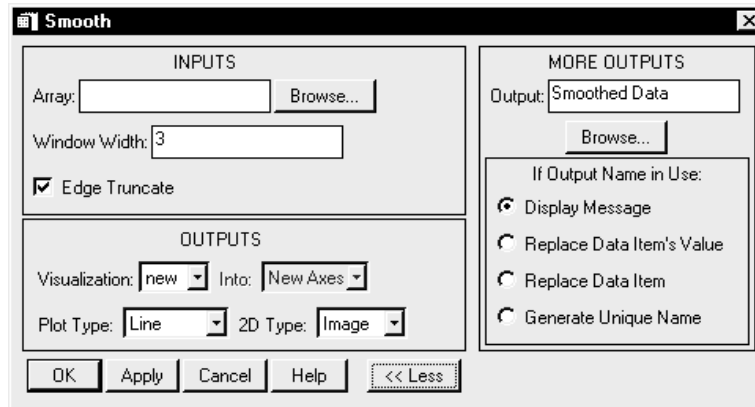 Smooth
INPUTS
Array:
Browse...
Window Width: 3
Edge Truncate
OUTPUTS
Visualization: new Into: New Axes
Plot Type: Line 2D Type: Image
OK Apply Cancel Help << Less
MORE OUTPUTS
Output: Smoothed Data
Browse...
If Output Name in Use:
Display Message
Replace Data Item's Value
Replace Data Item
Generate Unique Name